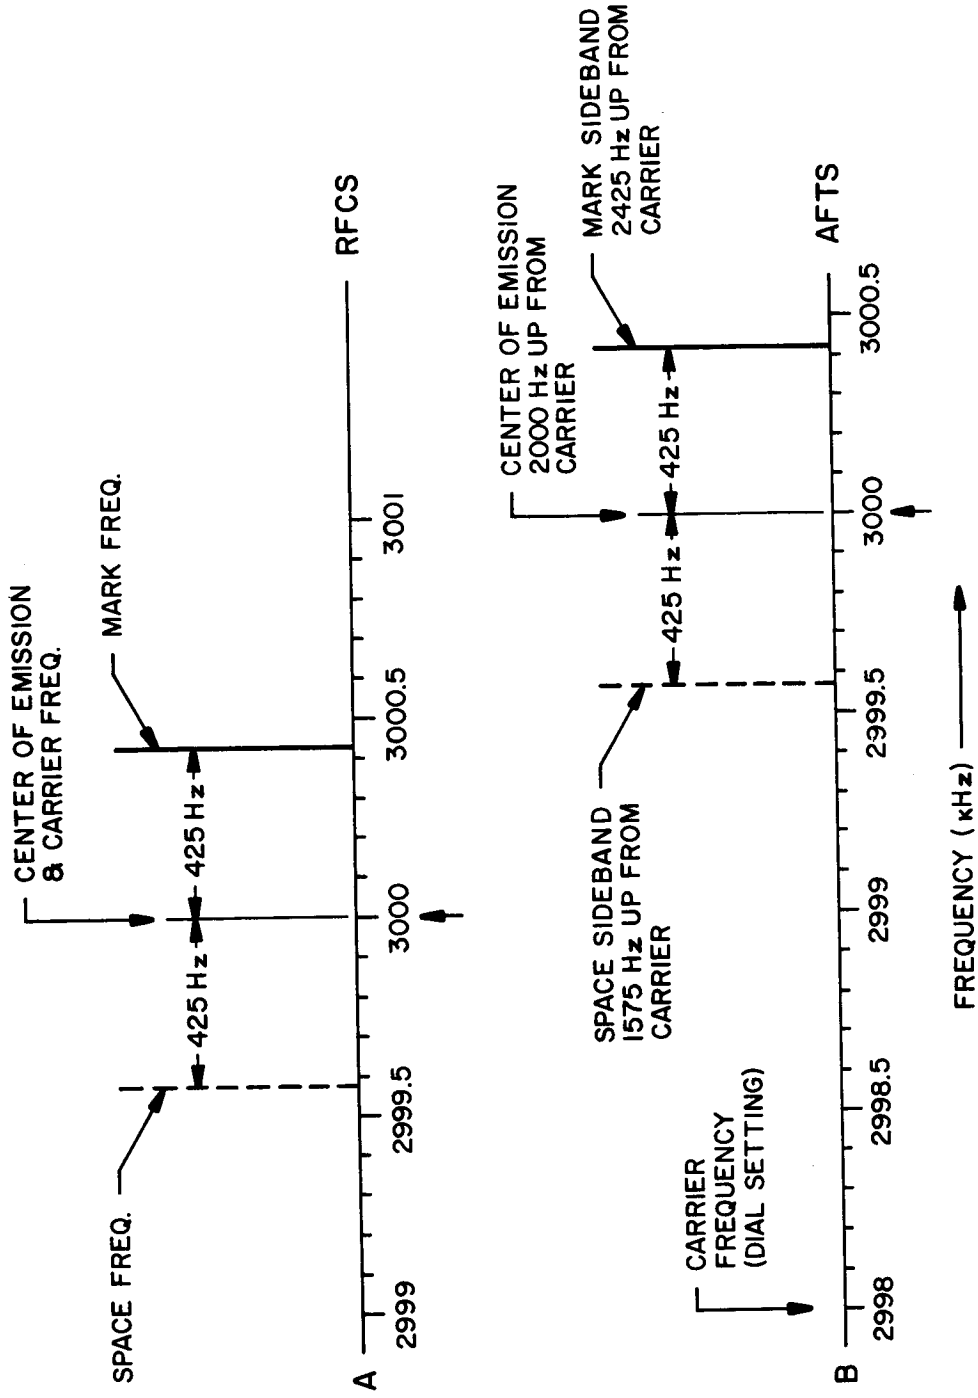 CENTER OF EMISSION
& CARRIER FREQ.
SPACE FREQ.
MARK FREQ.
425 Hz
425 Hz
RFCS
A
2999
2999.5
3000
3000.5
3001
CENTER OF EMISSION
2000 Hz UP FROM
CARRIER
SPACE SIDEBAND
1575 Hz UP FROM
CARRIER
MARK SIDEBAND
2425 Hz UP FROM
CARRIER
CARRIER
FREQUENCY
(DIAL SETTING)
425 Hz
425 Hz
AFTS
B
2998
2998.5
2999
2999.5
3000
3000.5
FREQUENCY (KHz)